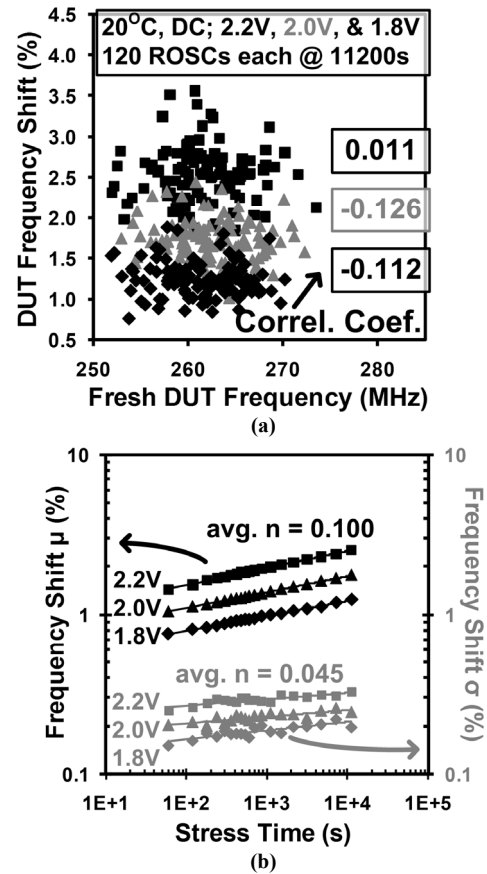 4.5
4.0
3.5
3.0
2.5
2.0
1.5
1.0
0.5
DUT Frequency Shift (%)
20°C, DC; 2.2V, 2.0V, & 1.8V
120 ROSCs each @ 11200s
0.011
-0.126
-0.112
Correl. Coef.
250 260 270 280
Fresh DUT Frequency (MHz)
(a)
10
1
0.1
Frequency Shift μ (%)
10
1
0.1
Frequency Shift σ (%)
avg. n = 0.100
2.2V
2.0V
1.8V
avg. n = 0.045
2.2V
2.0V
1.8V
1E+1 1E+2 1E+3 1E+4 1E+5
Stress Time (s)
(b)